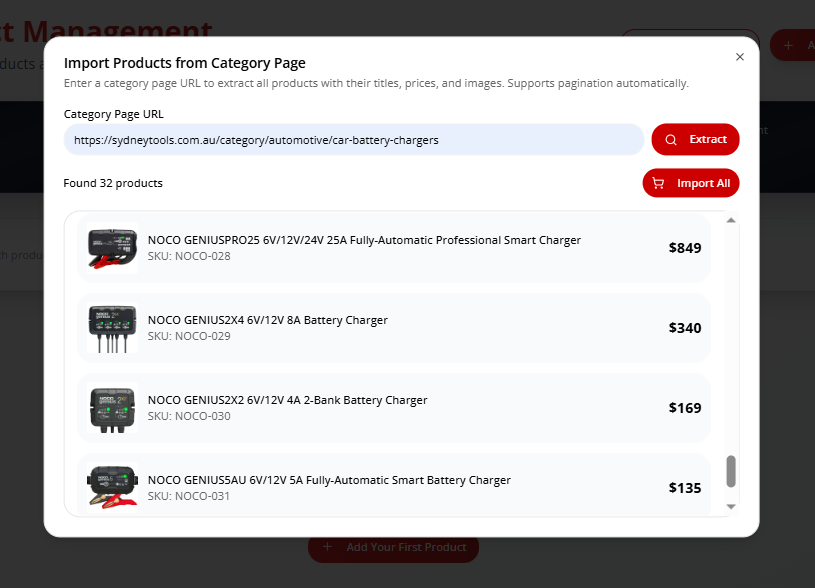 ct Management
ducts a
A
Import Products from Category Page
Enter a category page URL to extract all products with their titles, prices, and images. Supports pagination automatically.
Category Page URL
https://sydneytools.com.au/category/automotive/car-battery-chargers
Extract
nt
Found 32 products
Import All
NOCO GENIUSPRO25 6V/12V/24V 25A Fully-Automatic Professional Smart Charger
$849
SKU: NOCO-028
h produ
NOCO GENIUS2X4 6V/12V 8A Battery Charger
$340
SKU: NOCO-029
NOCO GENIUS2X2 6V/12V 4A 2-Bank Battery Charger
$169
SKU: NOCO-030
NOCO GENIUS5AU 6V/12V 5A Fully-Automatic Smart Battery Charger
$135
SKU: NOCO-031
Add Your First Product